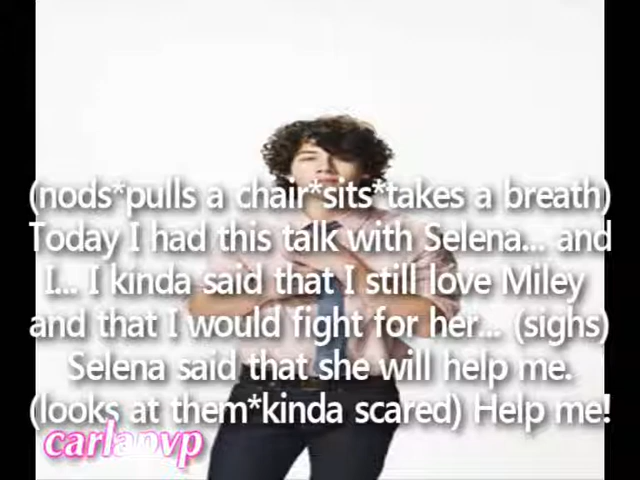 (nods*pulls a chair*sits*takes a breath)
Today I had this talk with Selena... and
I... I kinda said that I still love Miley
and that I would fight for her... (sighs)
Selena said that she will help me.
(looks at them*kinda scared) Help me!
carlapvp